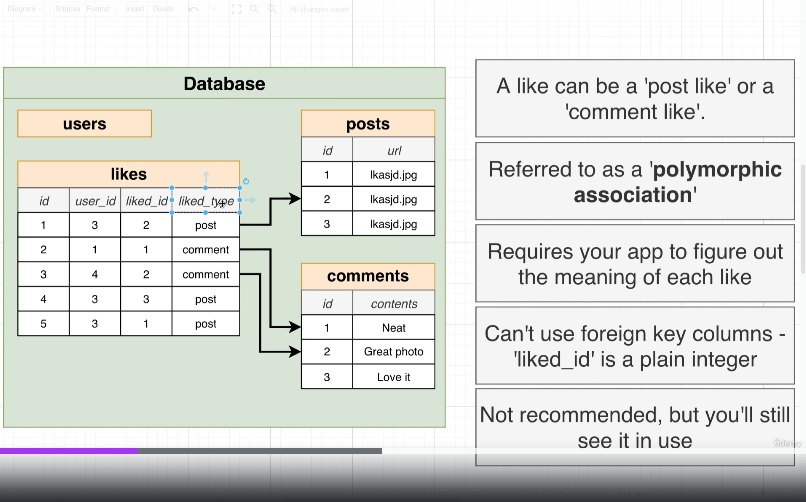 Diagram Shapes Format Insert Delete All changes saved
Database
users
likes
id user_id liked_id liked_type
1 3 2 post
2 1 1 comment
3 4 2 comment
4 3 3 post
5 3 1 post
posts
id url
1 lkasjd.jpg
2 lkasjd.jpg
3 lkasjd.jpg
comments
id contents
1 Neat
2 Great photo
3 Love it
A like can be a 'post like' or a
'comment like'.
Referred to as a 'polymorphic
association'
Requires your app to figure out
the meaning of each like
Can't use foreign key columns -
'liked_id' is a plain integer
Not recommended, but you'll still
see it in use
Udemy